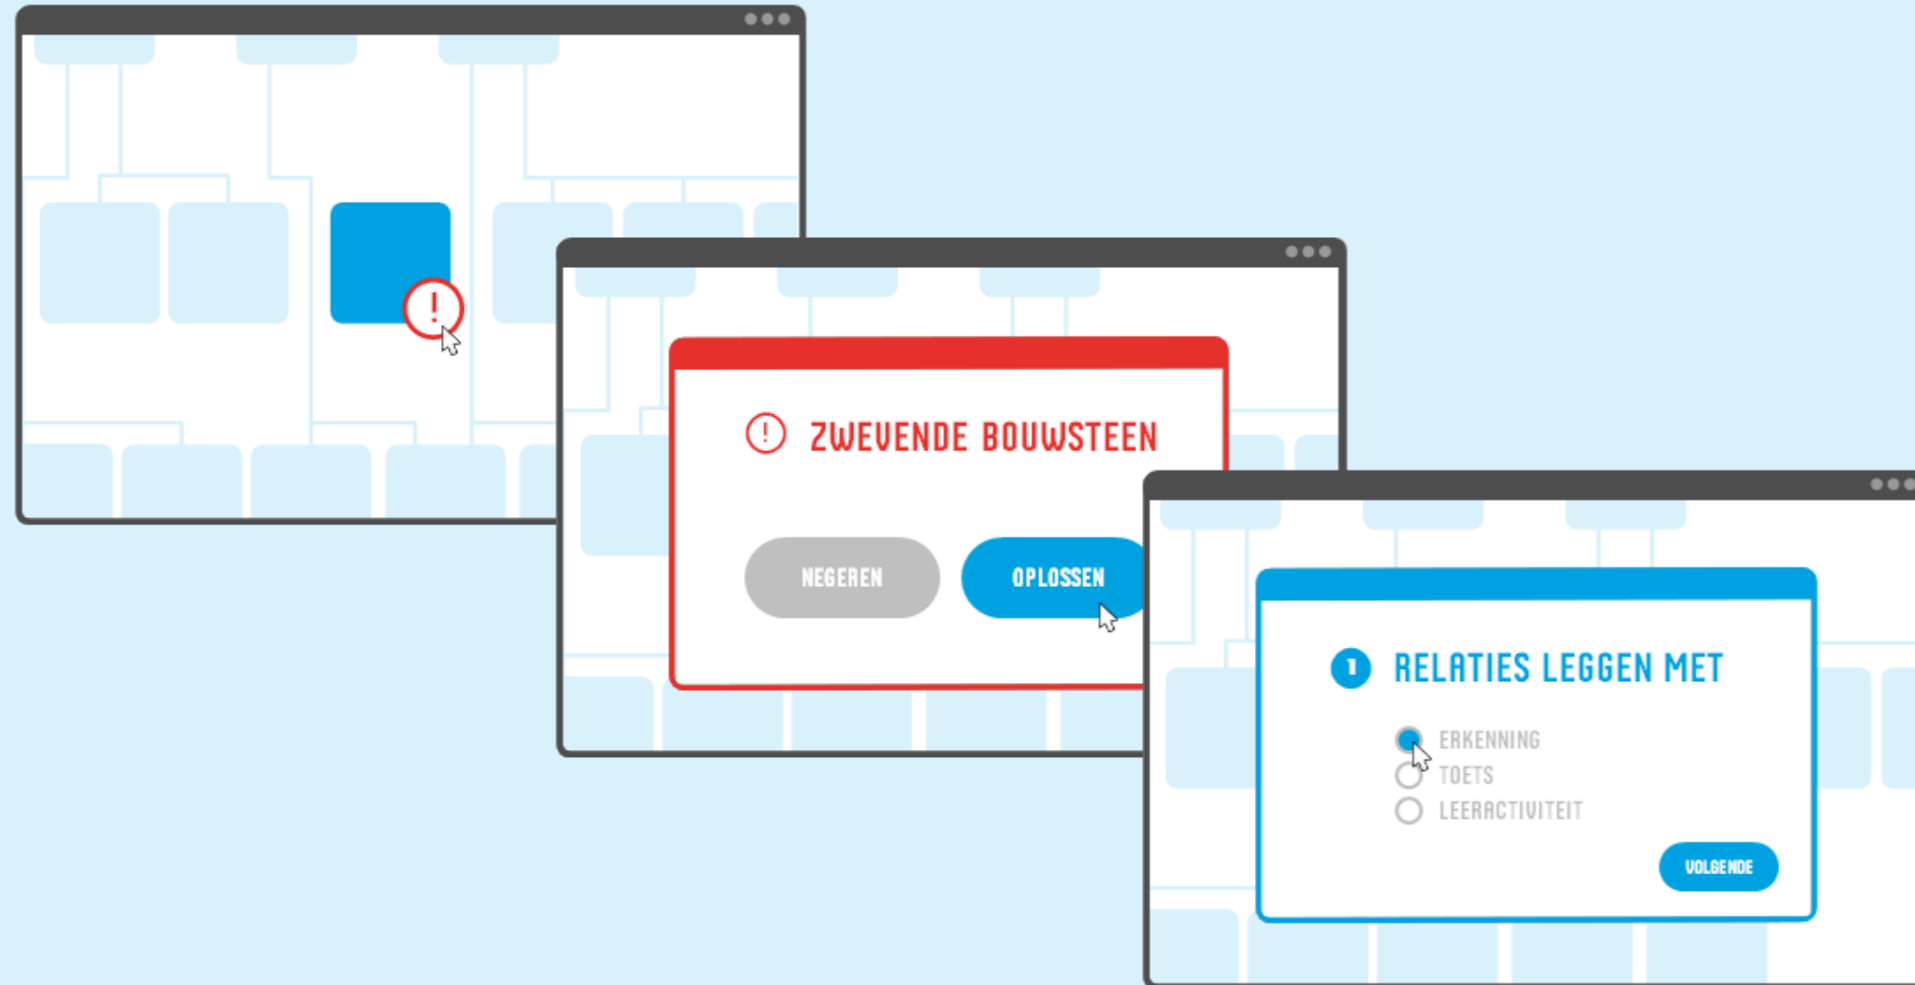 !
! ZWEVENDE BOUWSTEEN
NEGEREN OPLOSSEN
1 RELATIES LEGGEN MET
ERKENNING
TOETS
LEERACTIVITEIT
VOLGENDE